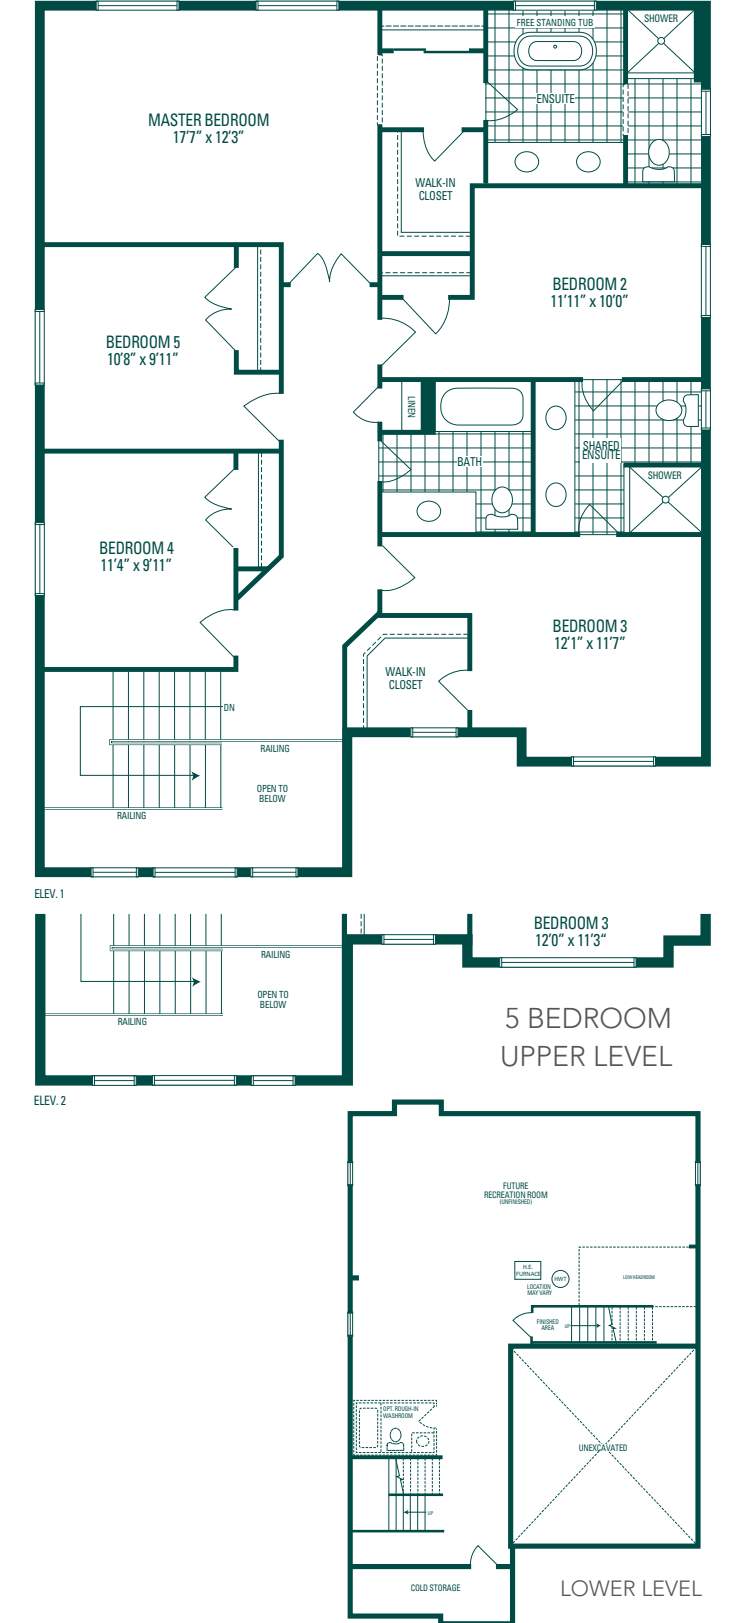 FREE STANDING TUB
SHOWER
ENSUITE
MASTER BEDROOM
17'7" x 12'3"
WALK-IN
CLOSET
BEDROOM 2
11'11" x 10'0"
BEDROOM 5
10'8" x 9'11"
LINEN
BATH
SHARED
ENSUITE
SHOWER
BEDROOM 4
11'4" x 9'11"
BEDROOM 3
12'1" x 11'7"
WALK-IN
CLOSET
DN
RAILING
OPEN TO
BELOW
RAILING
ELEV. 1
BEDROOM 3
12'0" x 11'3"
RAILING
OPEN TO
BELOW
RAILING
5 BEDROOM
UPPER LEVEL
ELEV. 2
FUTURE
RECREATION ROOM
(UNFINISHED)
H.E.
FURNACE
HWT
LOCATION
MAY VARY
LOW HEADROOM
FINISHED
AREA
UP
OPT. ROUGH-IN
WASHROOM
UNEXCAVATED
UP
COLD STORAGE
LOWER LEVEL